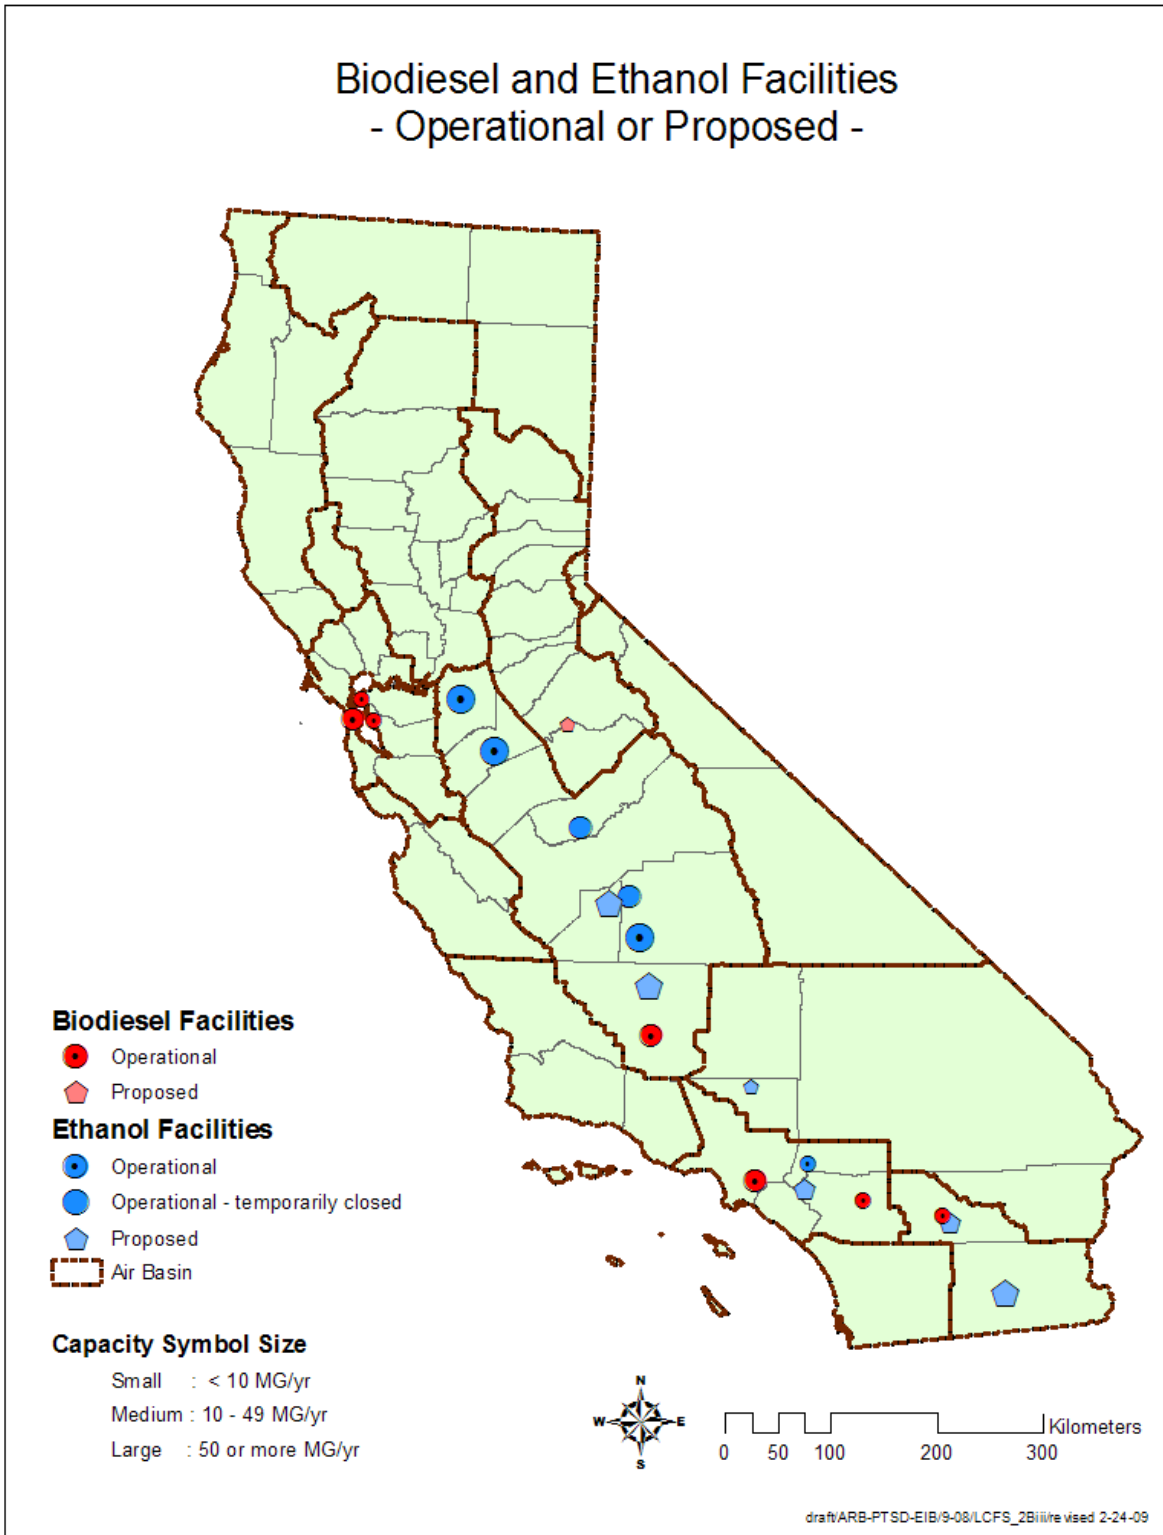 Biodiesel and Ethanol Facilities
- Operational or Proposed -
Biodiesel Facilities
Operational
Proposed
Ethanol Facilities
Operational
Operational - temporarily closed
Proposed
Air Basin
Capacity Symbol Size
Small : < 10 MG/yr
Medium : 10 - 49 MG/yr
Large : 50 or more MG/yr
N
W E
S
Kilometers
0 50 100 200 300
draft/ARB-PTSD-EIB/9-08/LCFS_2Biii/revised 2-24-09